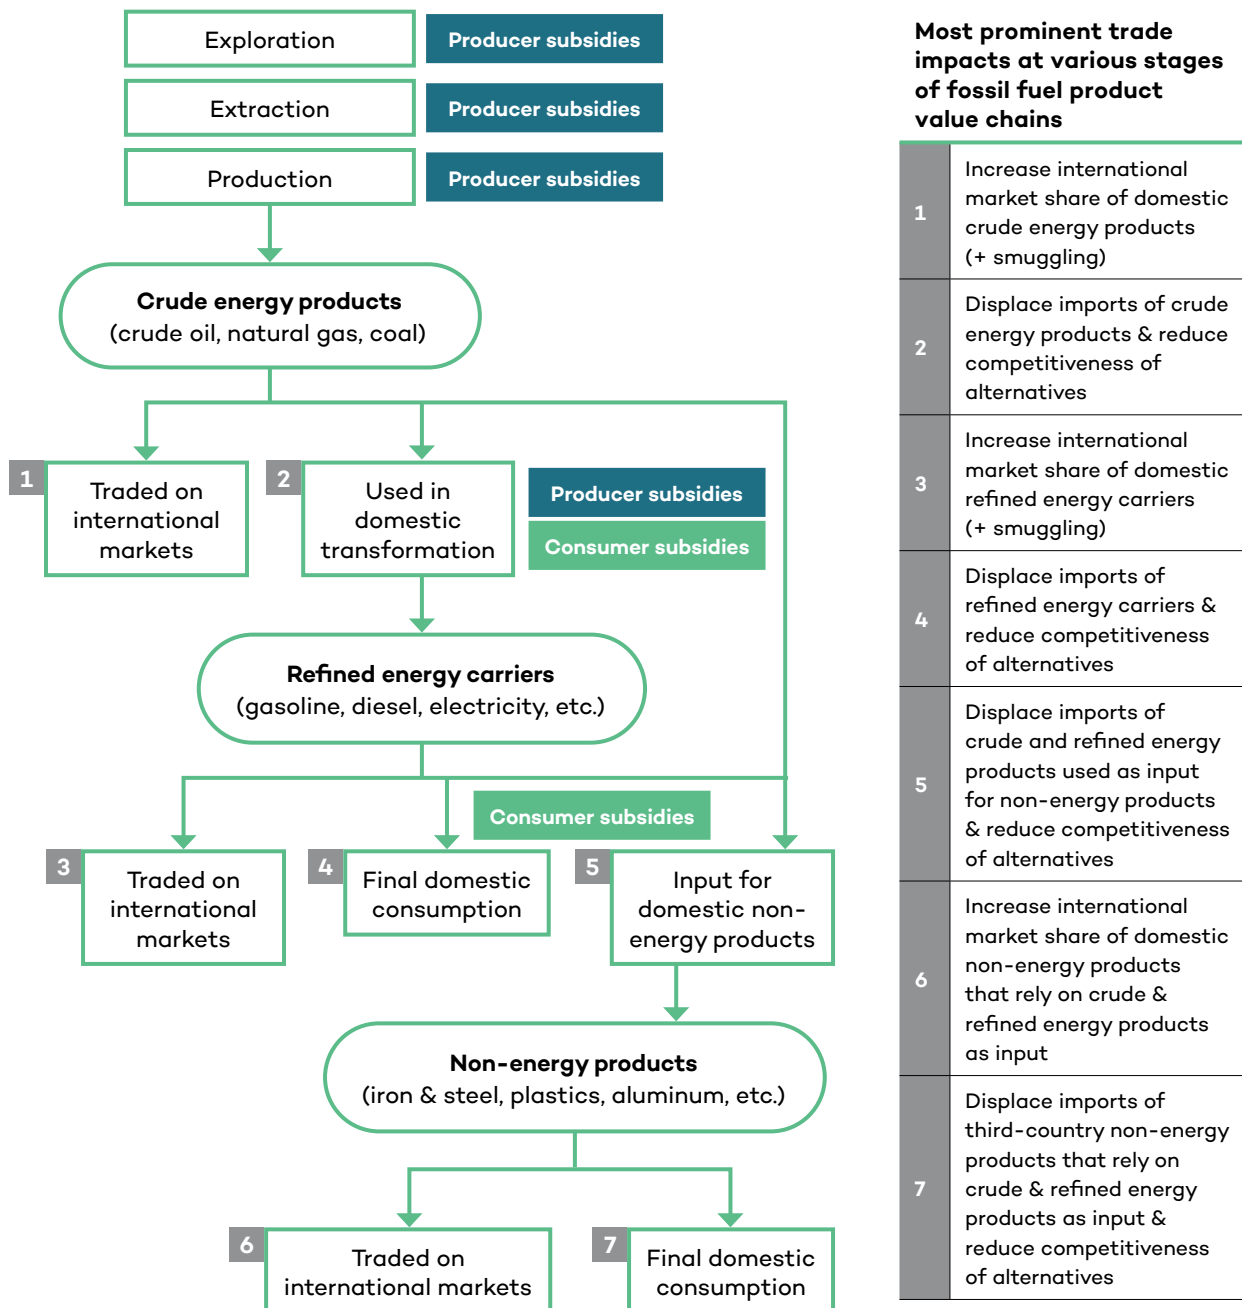 Exploration
Producer subsidies
Extraction
Producer subsidies
Production
Producer subsidies
Crude energy products
(crude oil, natural gas, coal)
1
Traded on
international
markets
2
Used in
domestic
transformation
Producer subsidies
Consumer subsidies
Refined energy carriers
(gasoline, diesel, electricity, etc.)
Consumer subsidies
3
Traded on
international
markets
4
Final domestic
consumption
5
Input for
domestic non-
energy products
Non-energy products
(iron & steel, plastics, aluminum, etc.)
6
Traded on
international markets
7
Final domestic
consumption
Most prominent trade
impacts at various stages
of fossil fuel product
value chains
1
Increase international
market share of domestic
crude energy products
(+ smuggling)
2
Displace imports of crude
energy products & reduce
competitiveness of
alternatives
3
Increase international
market share of domestic
refined energy carriers
(+ smuggling)
4
Displace imports of
refined energy carriers &
reduce competitiveness
of alternatives
5
Displace imports of
crude and refined energy
products used as input
for non-energy products
& reduce competitiveness
of alternatives
6
Increase international
market share of domestic
non-energy products
that rely on crude &
refined energy products
as input
7
Displace imports of
third-country non-energy
products that rely on
crude & refined energy
products as input &
reduce competitiveness
of alternatives